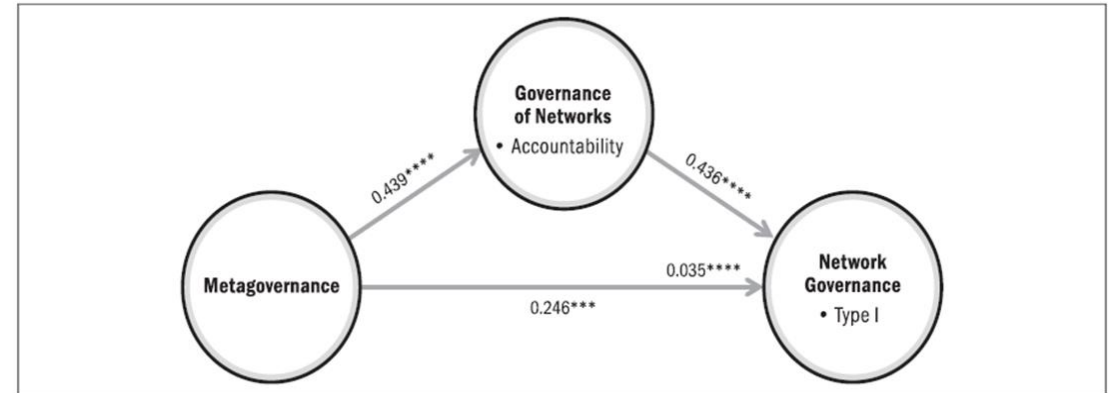 Governance
of Networks
• Accountability
0.439****
0.436****
Metagovernance
0.035****
0.246***
Network
Governance
• Type I